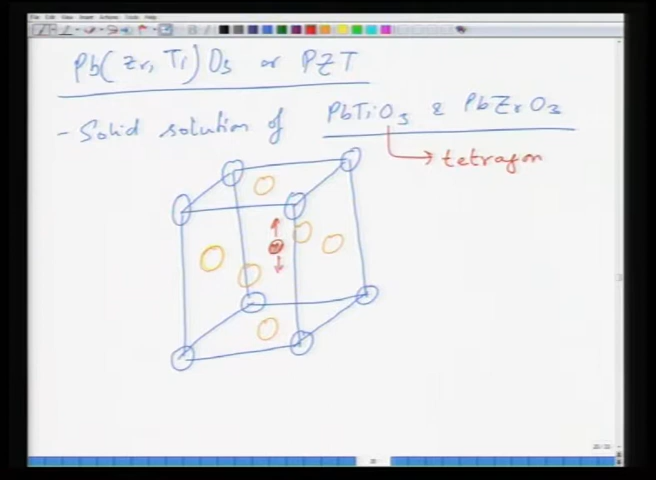 Pb(Zr, Ti)O3 or PZT
- Solid solution of PbTiO3 & PbZrO3
tetragon